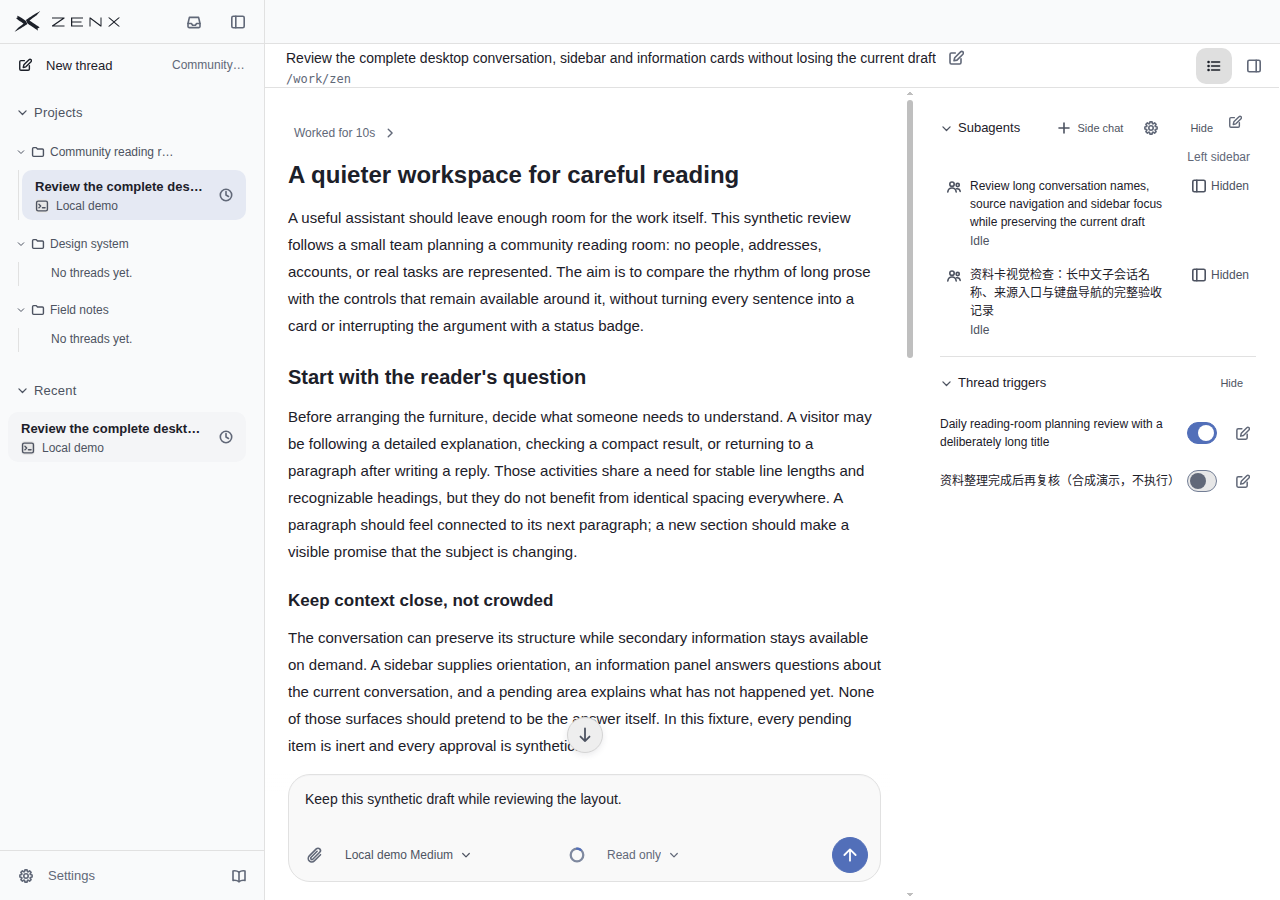 ZENX
New thread
Community…
Projects
Community reading r…
Review the complete des…
Local demo
Design system
No threads yet.
Field notes
No threads yet.
Recent
Review the complete deskt…
Local demo
Settings
Review the complete desktop conversation, sidebar and information cards without losing the current draft
/work/zen
Worked for 10s
A quieter workspace for careful reading
A useful assistant should leave enough room for the work itself. This synthetic review
follows a small team planning a community reading room: no people, addresses,
accounts, or real tasks are represented. The aim is to compare the rhythm of long prose
with the controls that remain available around it, without turning every sentence into a
card or interrupting the argument with a status badge.
Start with the reader's question
Before arranging the furniture, decide what someone needs to understand. A visitor may
be following a detailed explanation, checking a compact result, or returning to a
paragraph after writing a reply. Those activities share a need for stable line lengths and
recognizable headings, but they do not benefit from identical spacing everywhere. A
paragraph should feel connected to its next paragraph; a new section should make a
visible promise that the subject is changing.
Keep context close, not crowded
The conversation can preserve its structure while secondary information stays available
on demand. A sidebar supplies orientation, an information panel answers questions about
the current conversation, and a pending area explains what has not happened yet. None
of those surfaces should pretend to be the answer itself. In this fixture, every pending
item is inert and every approval is synthetic
Keep this synthetic draft while reviewing the layout.
Local demo Medium
Read only
Subagents
Side chat
Hide
Left sidebar
Review long conversation names,
source navigation and sidebar focus
while preserving the current draft
Idle
Hidden
资料卡视觉检查：长中文子会话名
称、来源入口与键盘导航的完整验收
记录
Idle
Hidden
Thread triggers
Hide
Daily reading-room planning review with a
deliberately long title
资料整理完成后再复核（合成演示，不执行）